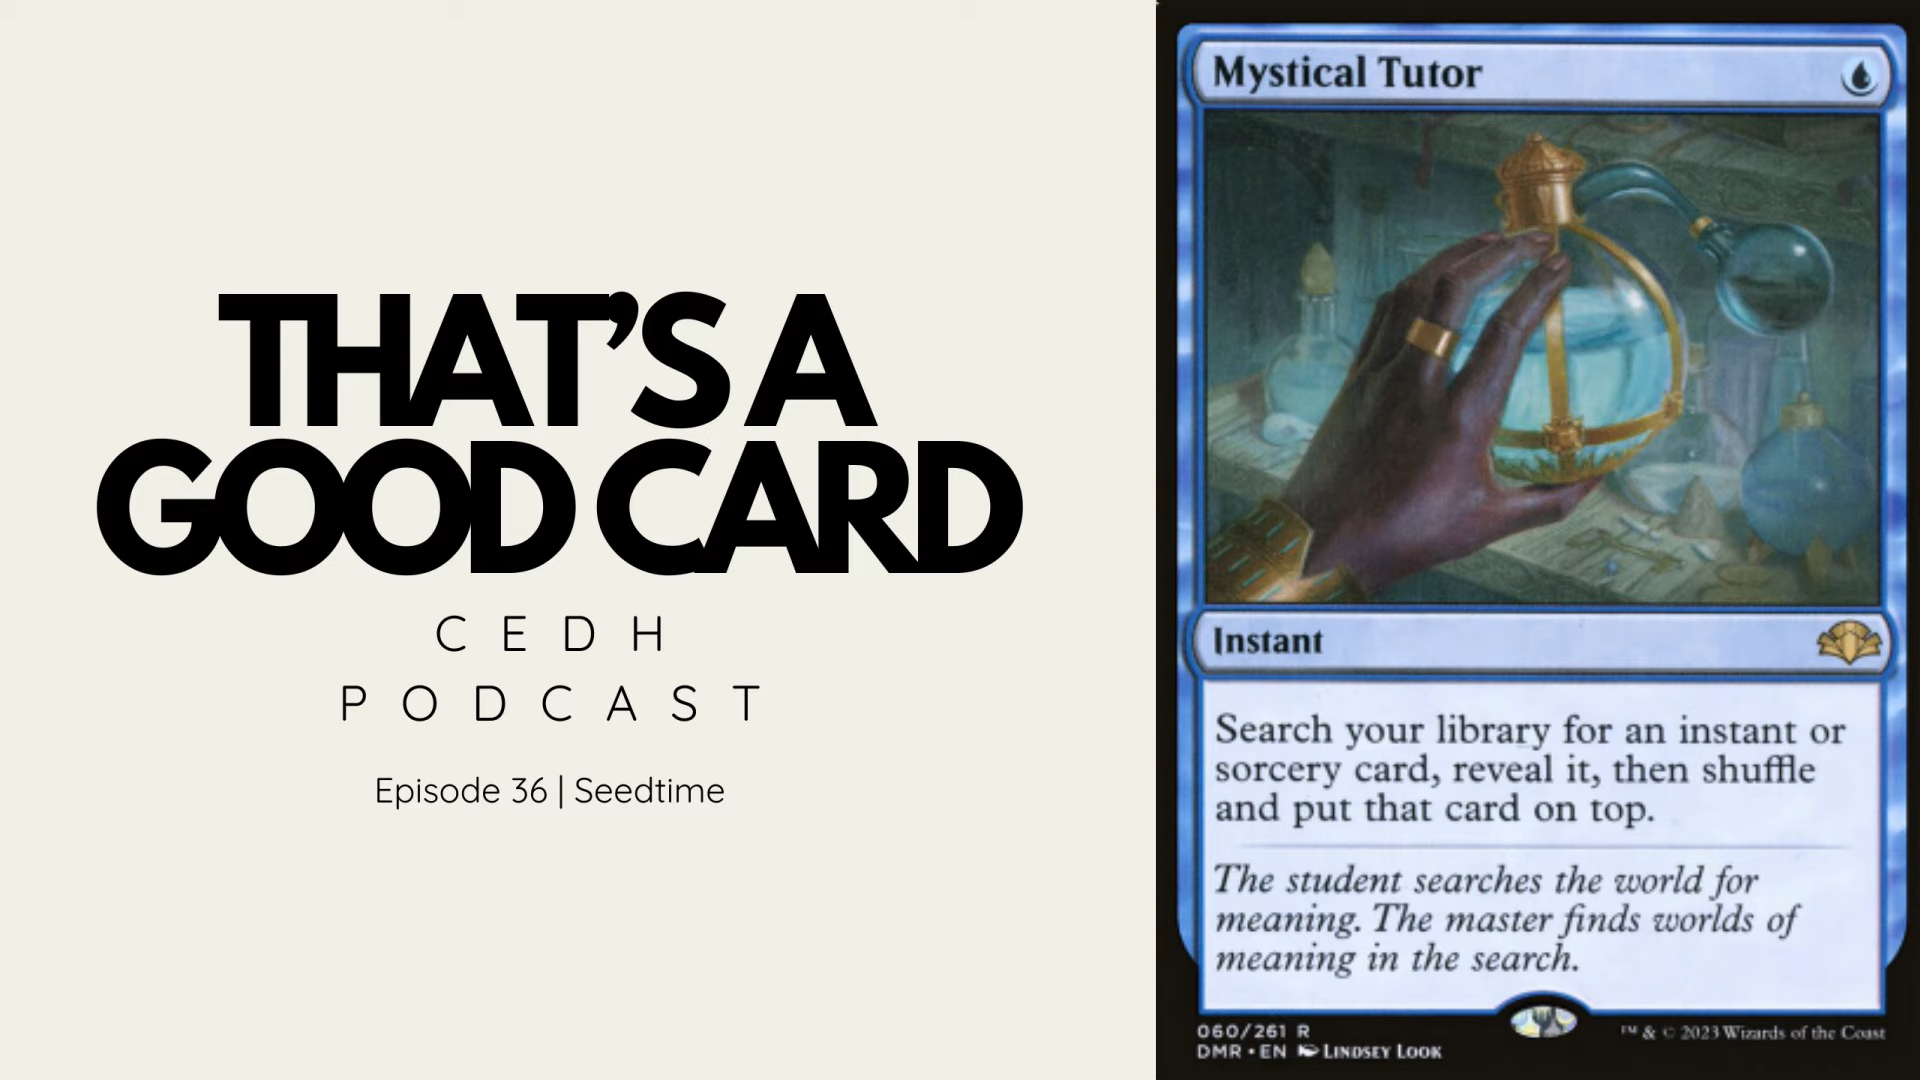 THAT'S A
GOOD CARD
CEDH
PODCAST
Episode 36 | Seedtime
Mystical Tutor
Instant
Search your library for an instant or
sorcery card, reveal it, then shuffle
and put that card on top.
The student searches the world for
meaning. The master finds worlds of
meaning in the search.
060/261 R
DMR • EN LINDSEY LOOK
™ & © 2023 Wizards of the Coast